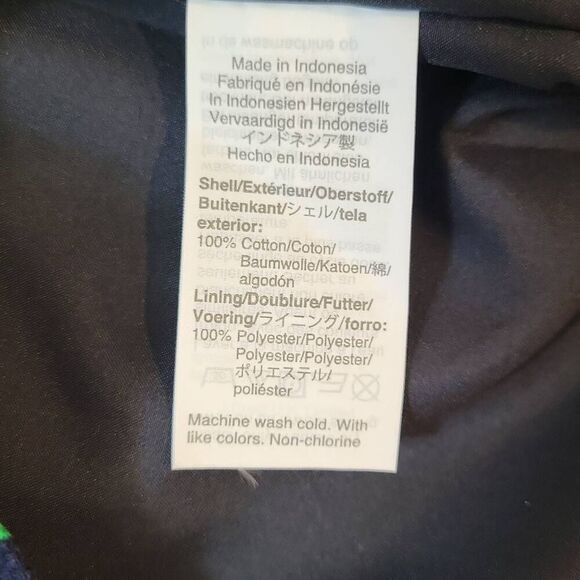 Made in Indonesia
Fabriqué en Indonésie
In Indonesien Hergestellt
Vervaardigd in Indonesië
インドネシア製
Hecho en Indonesia
Shell/Extérieur/Oberstoff/
Buitenkant/シェル/tela
exterior:
100% Cotton/Coton/
Baumwolle/Katoen/綿/
algodón
Lining/Doublure/Futter/
Voering/ライニング/forro:
100% Polyester/Polyester/
Polyester/Polyester/
ポリエステル/
poliéster
Machine wash cold. With
like colors. Non-chlorine